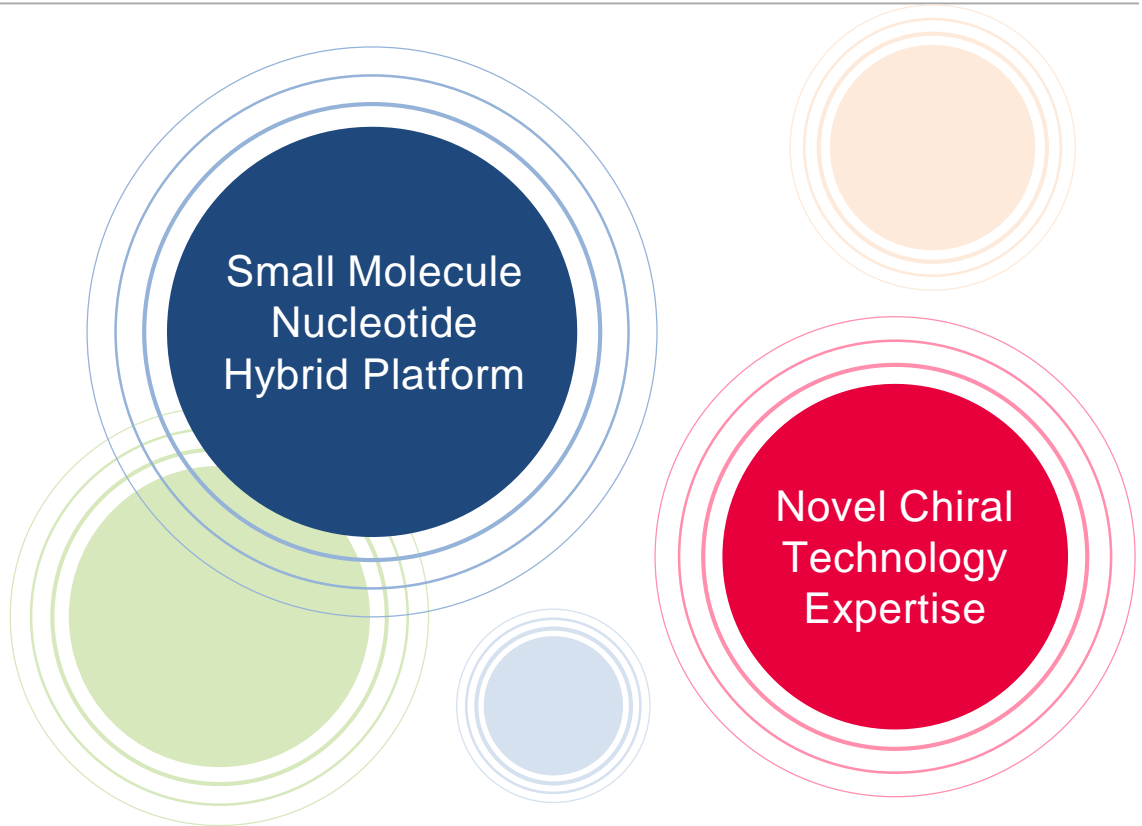 Small Molecule
Nucleotide
Hybrid Platform
Novel Chiral
Technology
Expertise